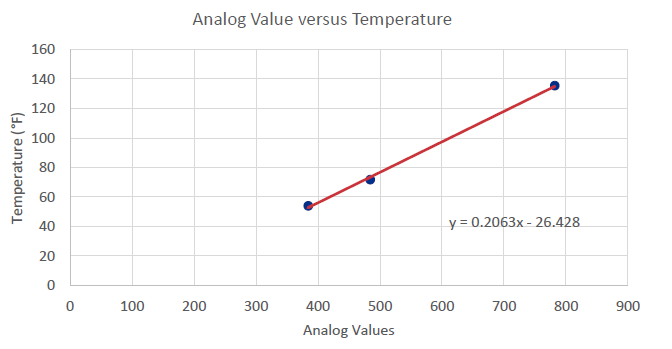 Analog Value versus Temperature
160
140
120
100
80
60
40
20
0
Temperature (°F)
y = 0.2063x - 26.428
0 100 200 300 400 500 600 700 800 900
Analog Values